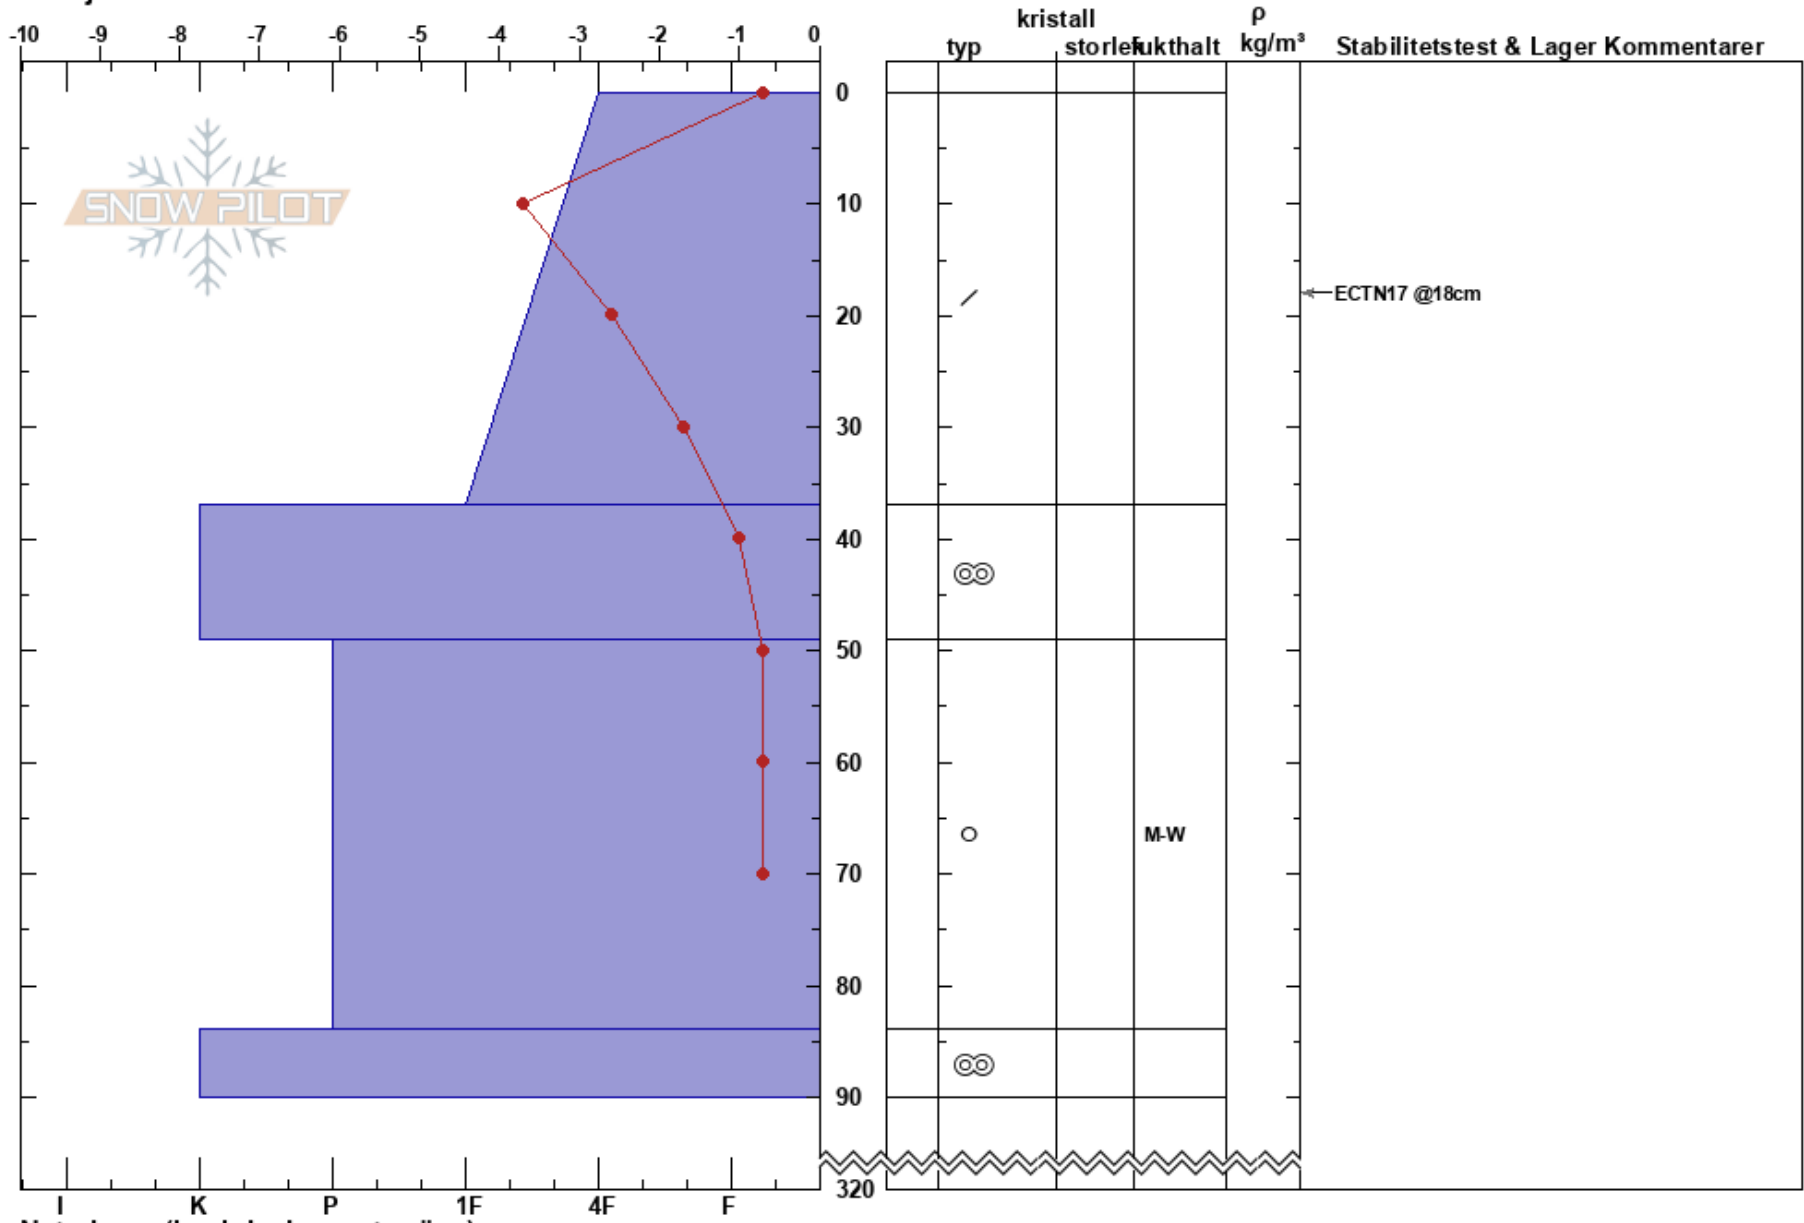 kristall ρ
-10 -9 -8 -7 -6 -5 -4 -3 -2 -1 0 typ storlek fukthalt kg/m³ Stabilitetstest & Lager Kommentarer
0
SNOW PILOT
10
ECTN17 @18cm
20
30
40
50
60
M-W
70
80
90
320
I K P 1F 4F F